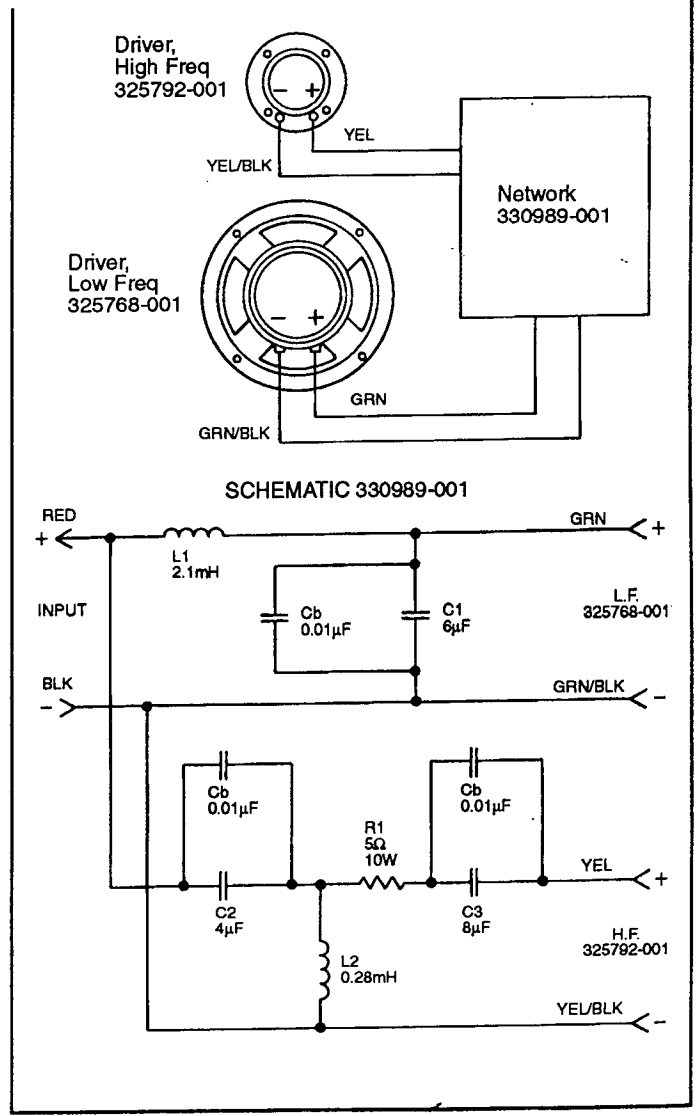 Driver,
High Freq
325792-001
- +
YEL
YEL/BLK
Network
330989-001
Driver,
Low Freq
325768-001
- +
GRN
GRN/BLK
SCHEMATIC 330989-001
RED
+
GRN
+
L1
2.1mH
INPUT
Cb
0.01µF
C1
6µF
L.F.
325768-001
BLK
-
GRN/BLK
-
Cb
0.01µF
Cb
0.01µF
R1
5Ω
10W
YEL
+
C2
4µF
C3
8µF
H.F.
325792-001
L2
0.28mH
YEL/BLK
-